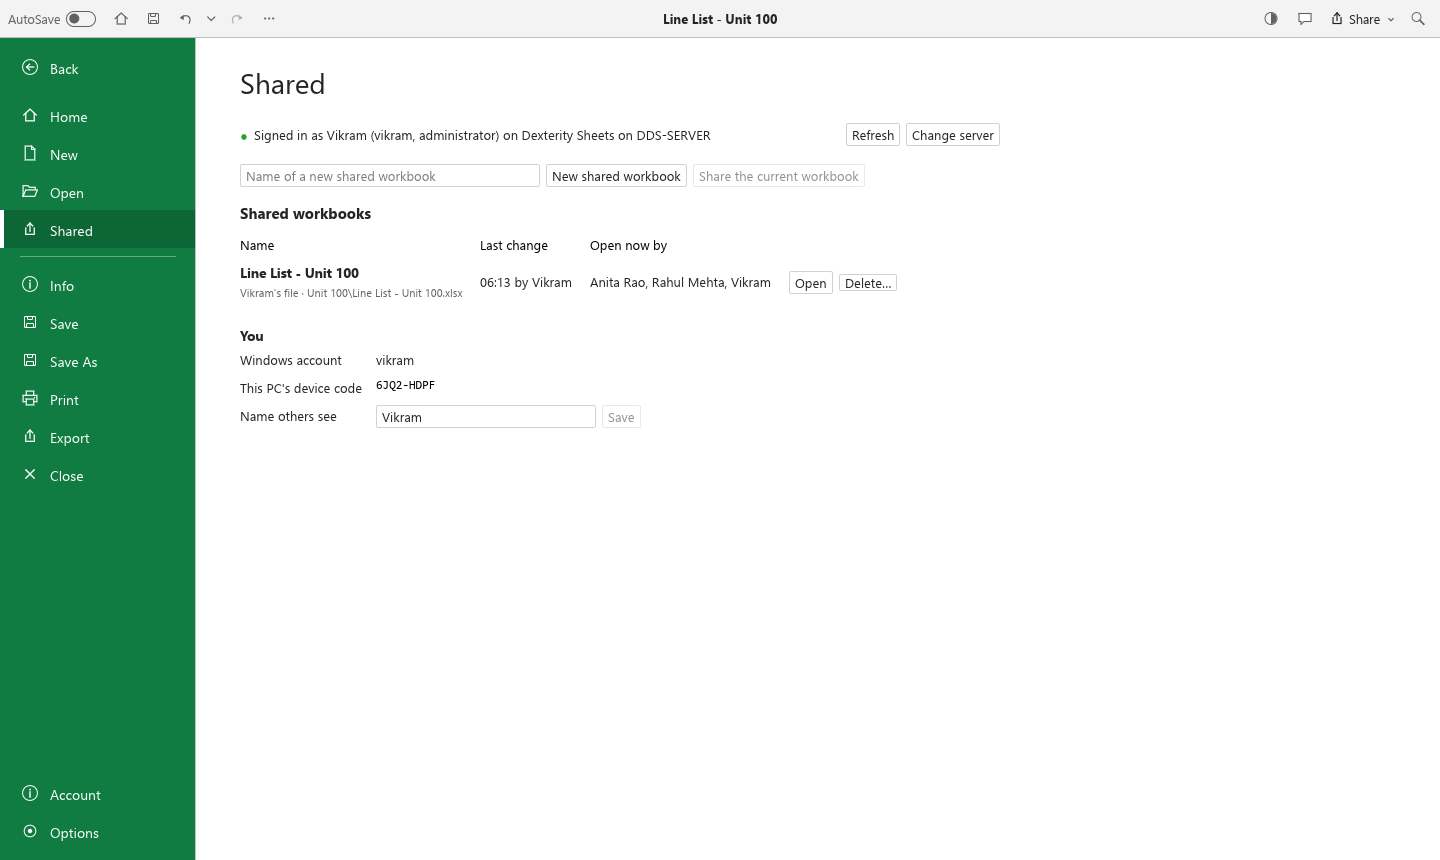 AutoSave
Line List - Unit 100
Share
Back
Home
New
Open
Shared
Info
Save
Save As
Print
Export
Close
Account
Options
Shared
Signed in as Vikram (vikram, administrator) on Dexterity Sheets on DDS-SERVER
Refresh
Change server
Name of a new shared workbook
New shared workbook
Share the current workbook
Shared workbooks
Name
Last change
Open now by
Line List - Unit 100
Vikram's file · Unit 100\Line List - Unit 100.xlsx
06:13 by Vikram
Anita Rao, Rahul Mehta, Vikram
Open
Delete...
You
Windows account
vikram
This PC's device code
6JQ2-HDPF
Name others see
Vikram
Save